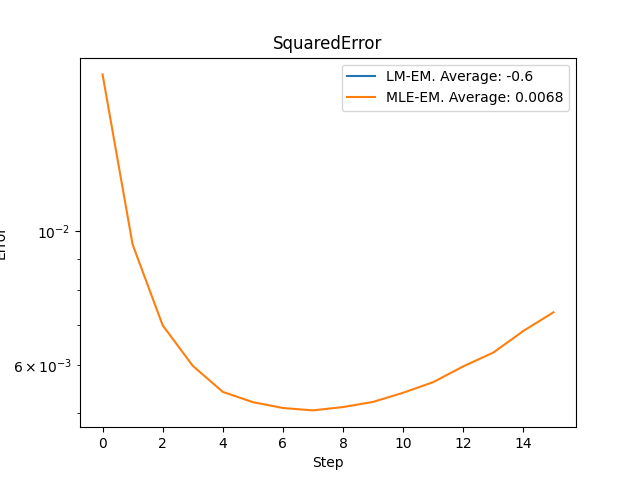 SquaredError
LM-EM. Average: -0.6
MLE-EM. Average: 0.0068
Error
10⁻²
6 × 10⁻³
0 2 4 6 8 10 12 14
Step